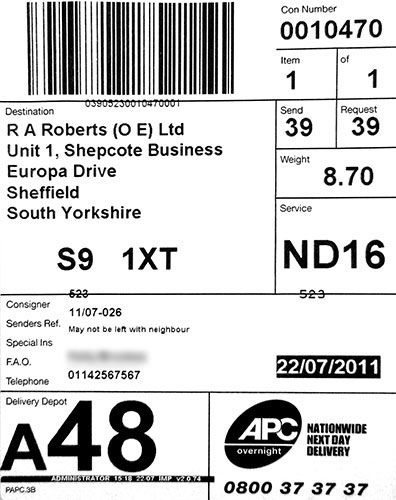 Con Number
0010470
Item of
1 1
03905230010470001
Destination
R A Roberts (O E) Ltd
Unit 1, Shepcote Business
Europa Drive
Sheffield
South Yorkshire
S9 1XT
523
Send Request
39 39
Weight
8.70
Service
ND16
523
Consigner
11/07-026
Senders Ref.
May not be left with neighbour
Special Ins
F.A.O.
Telephone
01142567567
22/07/2011
Delivery Depot
A48
ADMINISTRATOR 15:18 22/07 IMP v2.0.74
PAPC.3B
APC
overnight
NATIONWIDE
NEXT DAY
DELIVERY
0800 37 37 37